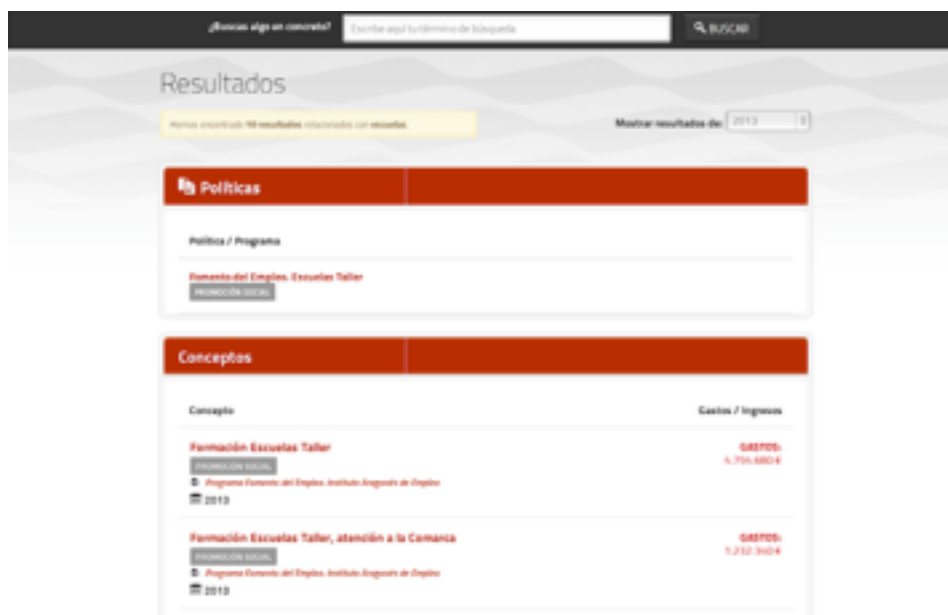 ¿Buscas algo en concreto? Escribe aquí tu término de búsqueda BUSCAR
Resultados
Hemos encontrado 10 resultados relacionados con escuelas.
Mostrar resultados de: 2013
Políticas
Política / Programa
Fomento del Empleo. Escuelas Taller
PROMOCIÓN SOCIAL
Conceptos
Concepto Gastos / Ingresos
Formación Escuelas Taller GASTOS:
PROMOCIÓN SOCIAL
Programa Fomento del Empleo. Instituto Aragonés de Empleo
2013
Formación Escuelas Taller, atención a la Comarca GASTOS:
PROMOCIÓN SOCIAL
Programa Fomento del Empleo. Instituto Aragonés de Empleo
2013